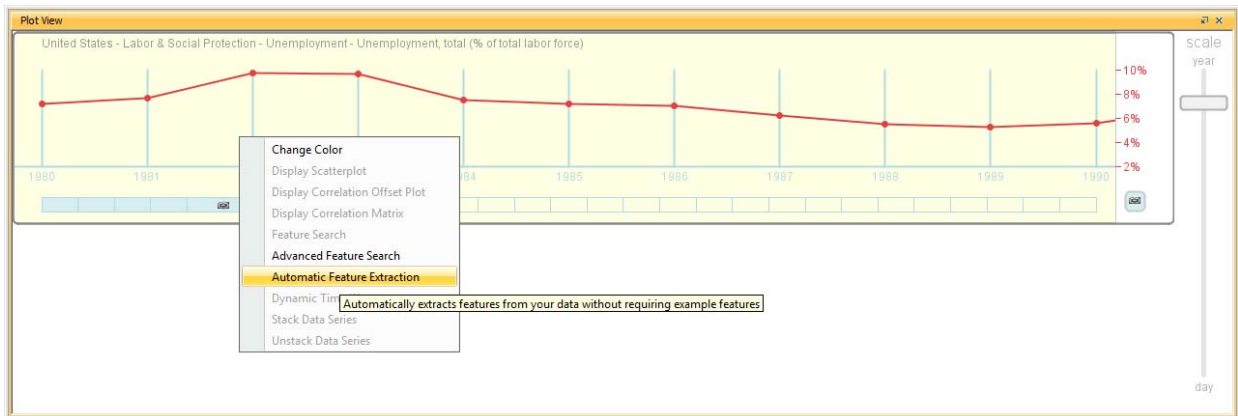 Plot View
United States - Labor & Social Protection - Unemployment - Unemployment, total (% of total labor force)
scale
year
10%
8%
6%
4%
2%
1980 1981 984 1985 1986 1987 1988 1989 1990
Change Color
Display Scatterplot
Display Correlation Offset Plot
Display Correlation Matrix
Feature Search
Advanced Feature Search
Automatic Feature Extraction
Dynamic Tim
Automatically extracts features from your data without requiring example features
Stack Data Series
Unstack Data Series
day